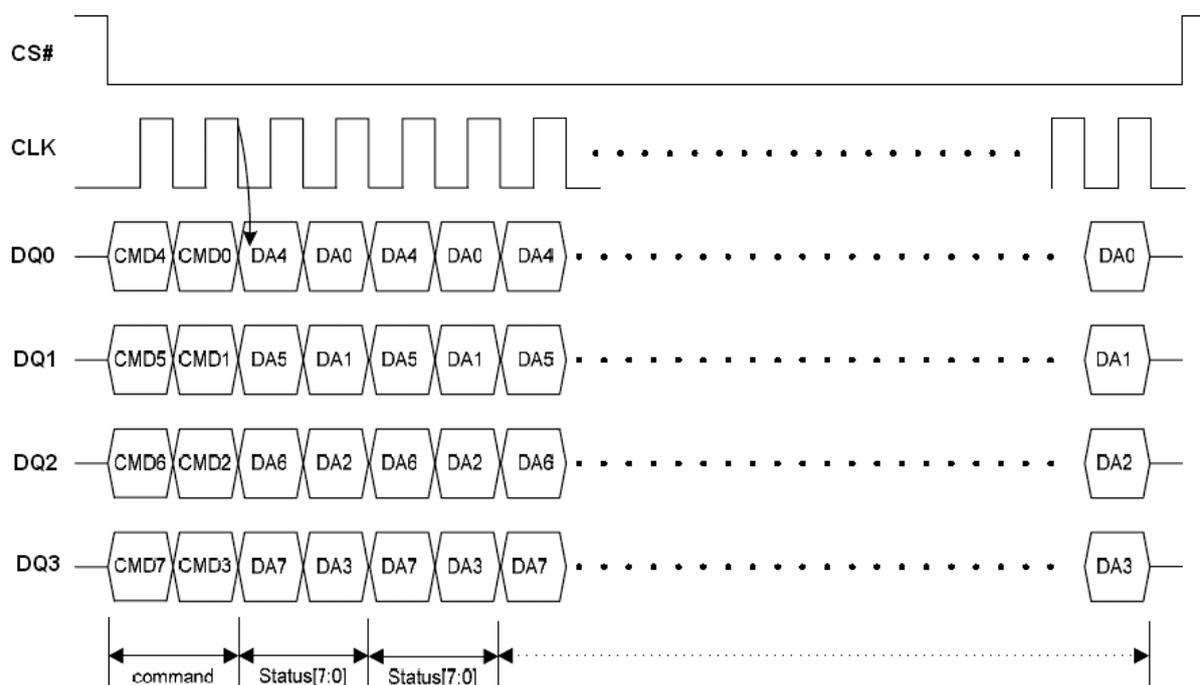 CS#
CLK
DQ0 CMD4 CMD0 DA4 DA0 DA4 DA0 DA4 DA0
DQ1 CMD5 CMD1 DA5 DA1 DA5 DA1 DA5 DA1
DQ2 CMD6 CMD2 DA6 DA2 DA6 DA2 DA6 DA2
DQ3 CMD7 CMD3 DA7 DA3 DA7 DA3 DA7 DA3
command Status[7:0] Status[7:0]